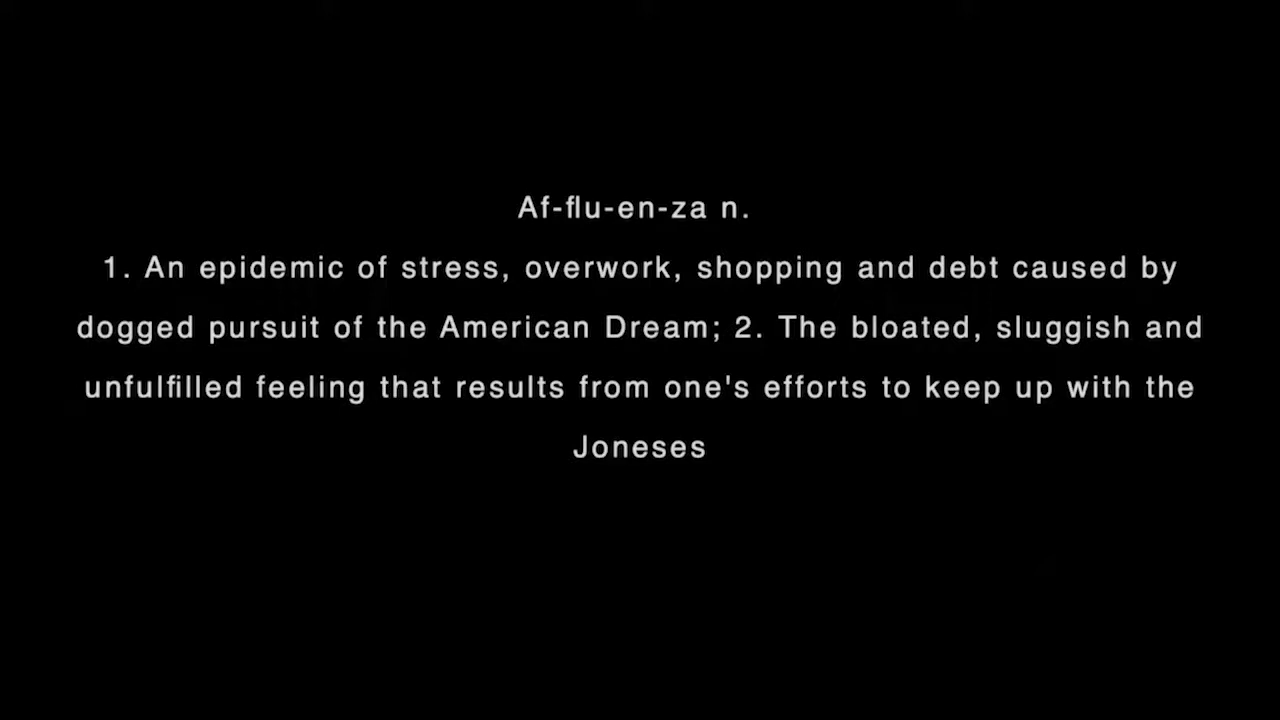 Af-flu-en-za n.
1. An epidemic of stress, overwork, shopping and debt caused by
dogged pursuit of the American Dream; 2. The bloated, sluggish and
unfulfilled feeling that results from one's efforts to keep up with the
Joneses